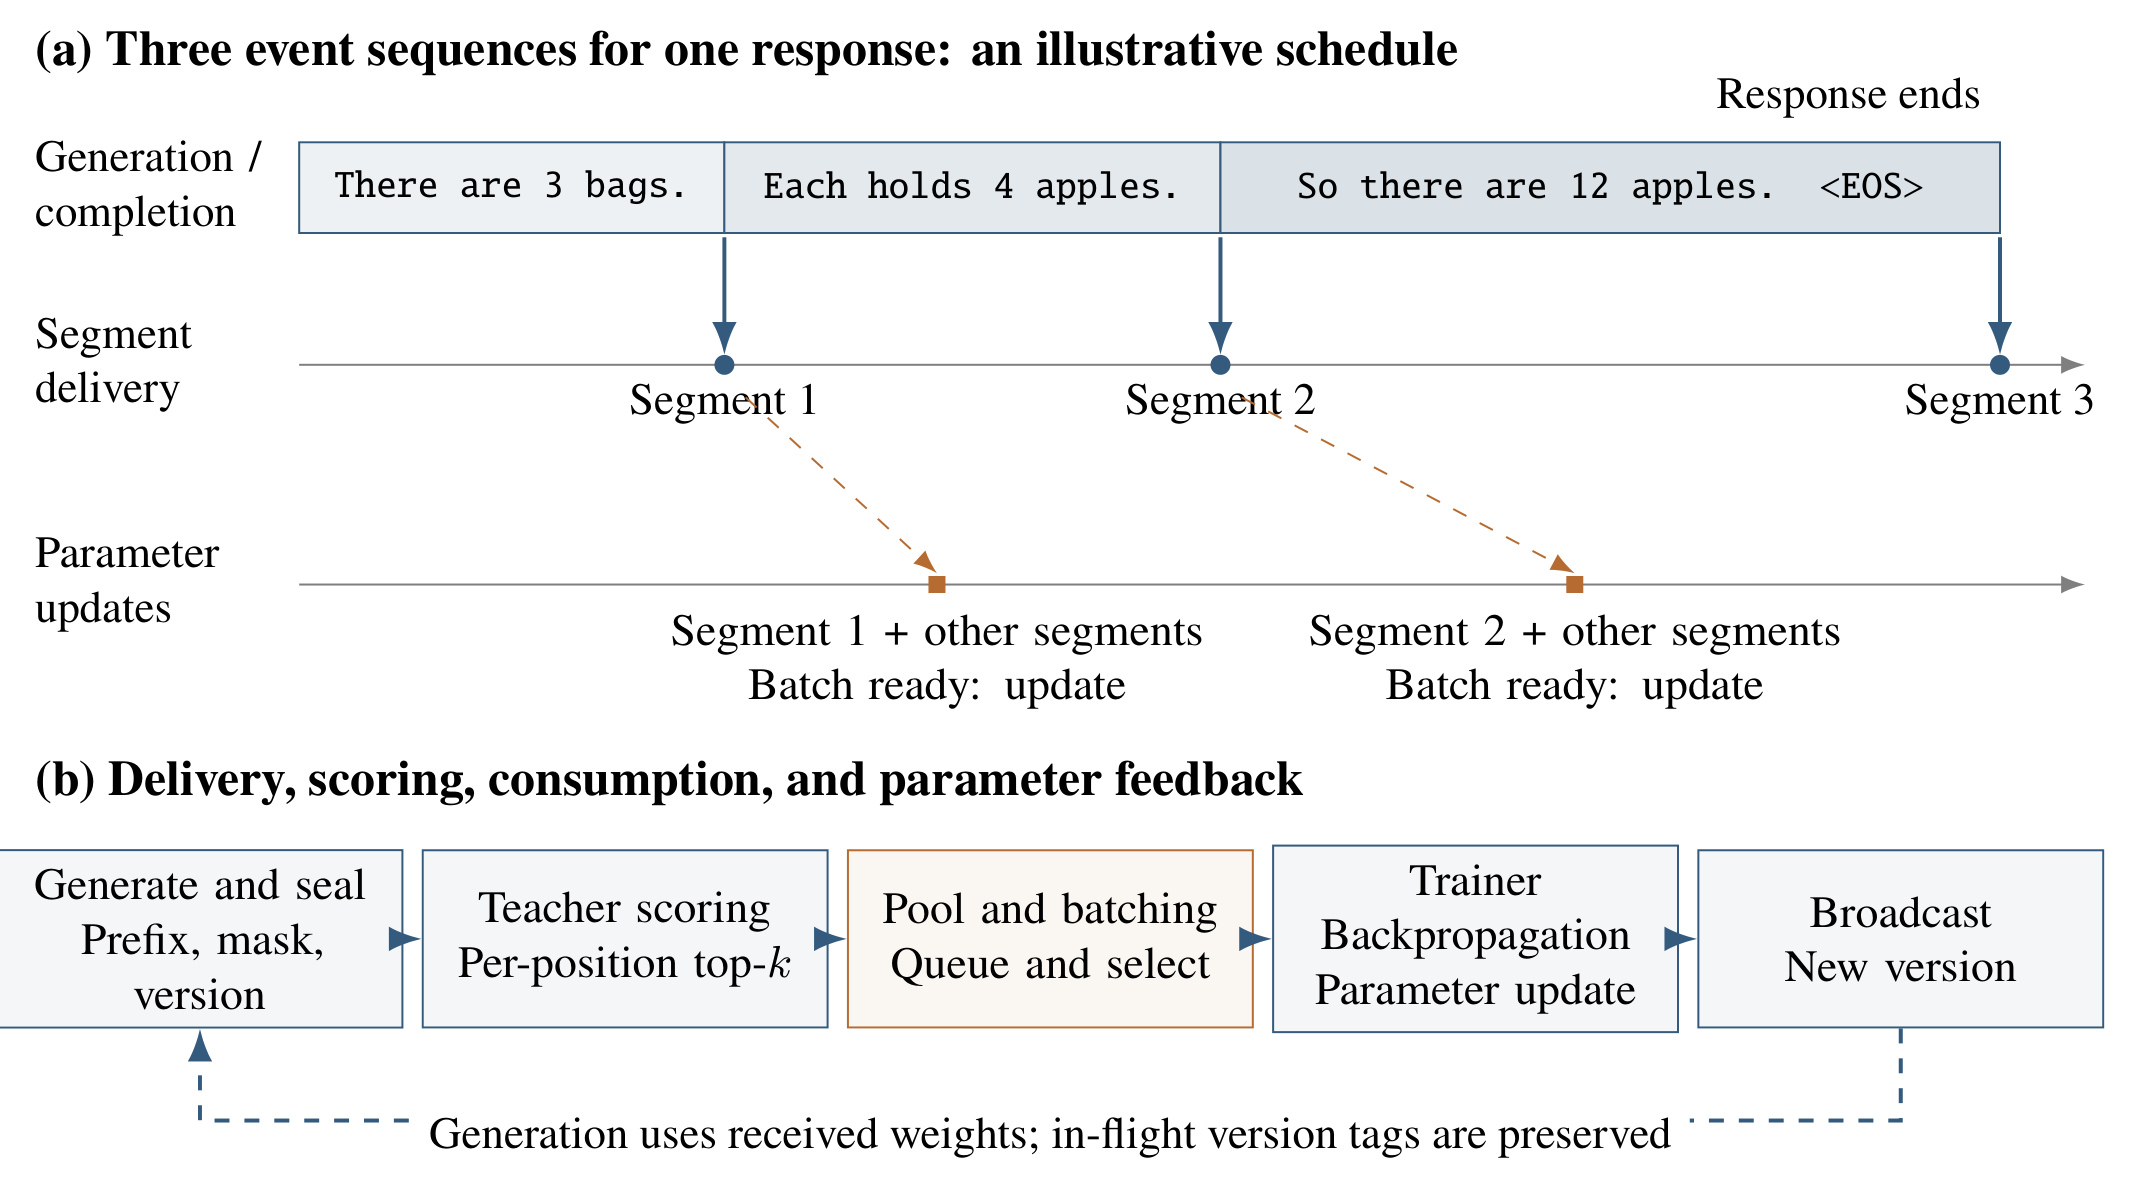 (a) Three event sequences for one response: an illustrative schedule
Response ends
Generation /
completion
There are 3 bags.
Each holds 4 apples.
So there are 12 apples. <EOS>
Segment
delivery
Segment 1
Segment 2
Segment 3
Parameter
updates
Segment 1 + other segments
Batch ready: update
Segment 2 + other segments
Batch ready: update
(b) Delivery, scoring, consumption, and parameter feedback
Generate and seal
Prefix, mask,
version
Teacher scoring
Per-position top-k
Pool and batching
Queue and select
Trainer
Backpropagation
Parameter update
Broadcast
New version
Generation uses received weights; in-flight version tags are preserved